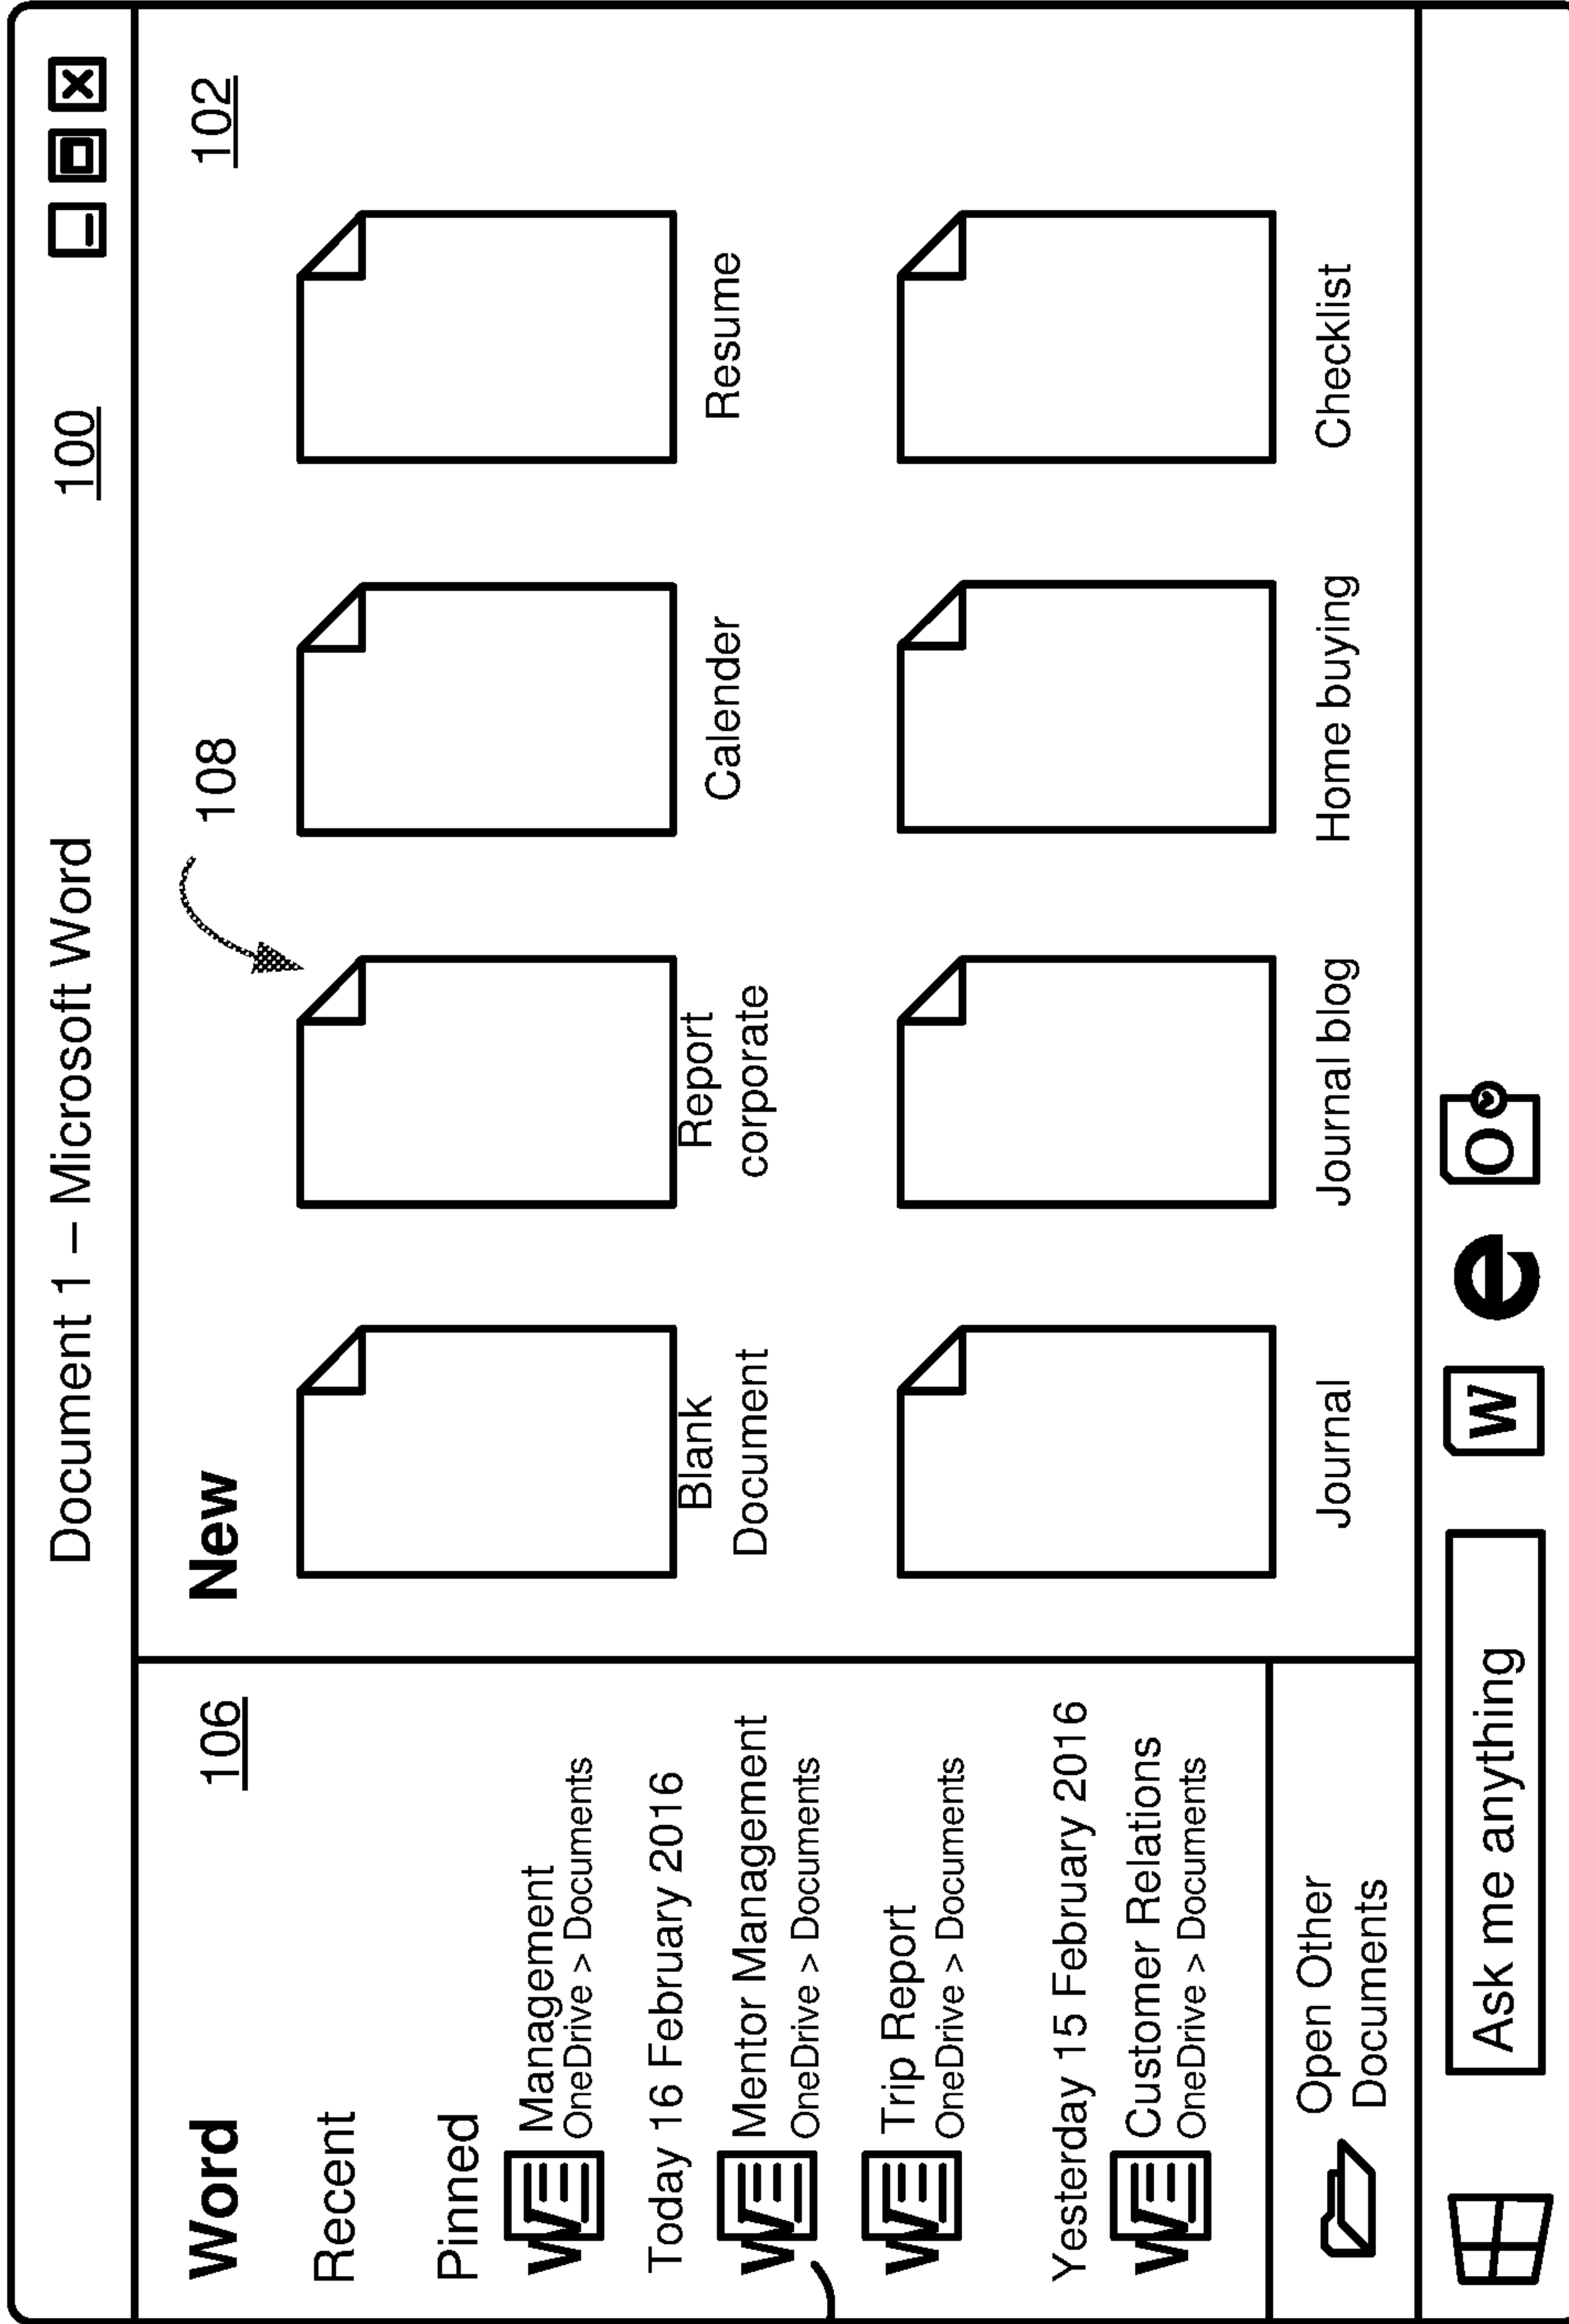 Document 1 – Microsoft Word
100
Word
106
Recent
Pinned
Management
OneDrive > Documents
Today 16 February 2016
Mentor Management
OneDrive > Documents
Trip Report
OneDrive > Documents
Yesterday 15 February 2016
Customer Relations
OneDrive > Documents
Open Other
Documents
New
108
102
Blank
Document
Report
corporate
Calender
Resume
Journal
Journal blog
Home buying
Checklist
Ask me anything
W
e
O